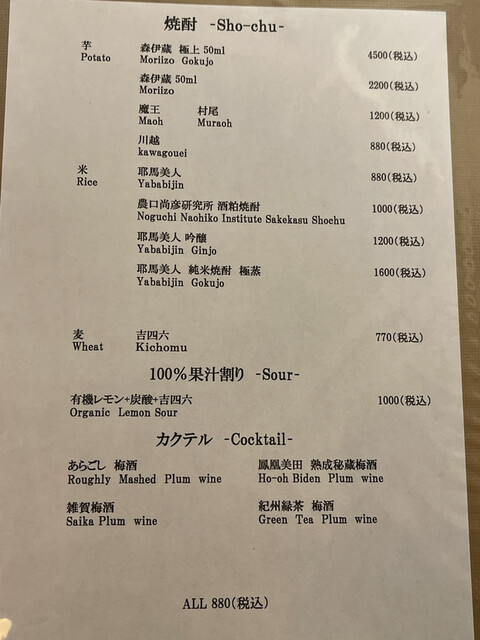 焼酎 -Sho-chu-
芋 森伊蔵 極上 50ml 4500(税込)
Potato Moriizo Gokujo
森伊蔵 50ml 2200(税込)
Moriizo
魔王 村尾 1200(税込)
Maoh Muraoh
川越 880(税込)
kawagouei
米 耶馬美人 880(税込)
Rice Yababijin
農口尚彦研究所 酒粕焼酎 1000(税込)
Noguchi Naohiko Institute Sakekasu Shochu
耶馬美人 吟醸 1200(税込)
Yababijin Ginjo
耶馬美人 純米焼酎 極蒸 1600(税込)
Yababijin Gokujo
麦 吉四六 770(税込)
Wheat Kichomu
100%果汁割り -Sour-
有機レモン+炭酸+吉四六 1000(税込)
Organic Lemon Sour
カクテル -Cocktail-
あらごし 梅酒 鳳凰美田 熟成秘蔵梅酒
Roughly Mashed Plum wine Ho-oh Biden Plum wine
雑賀梅酒 紀州緑茶 梅酒
Saika Plum wine Green Tea Plum wine
ALL 880(税込)